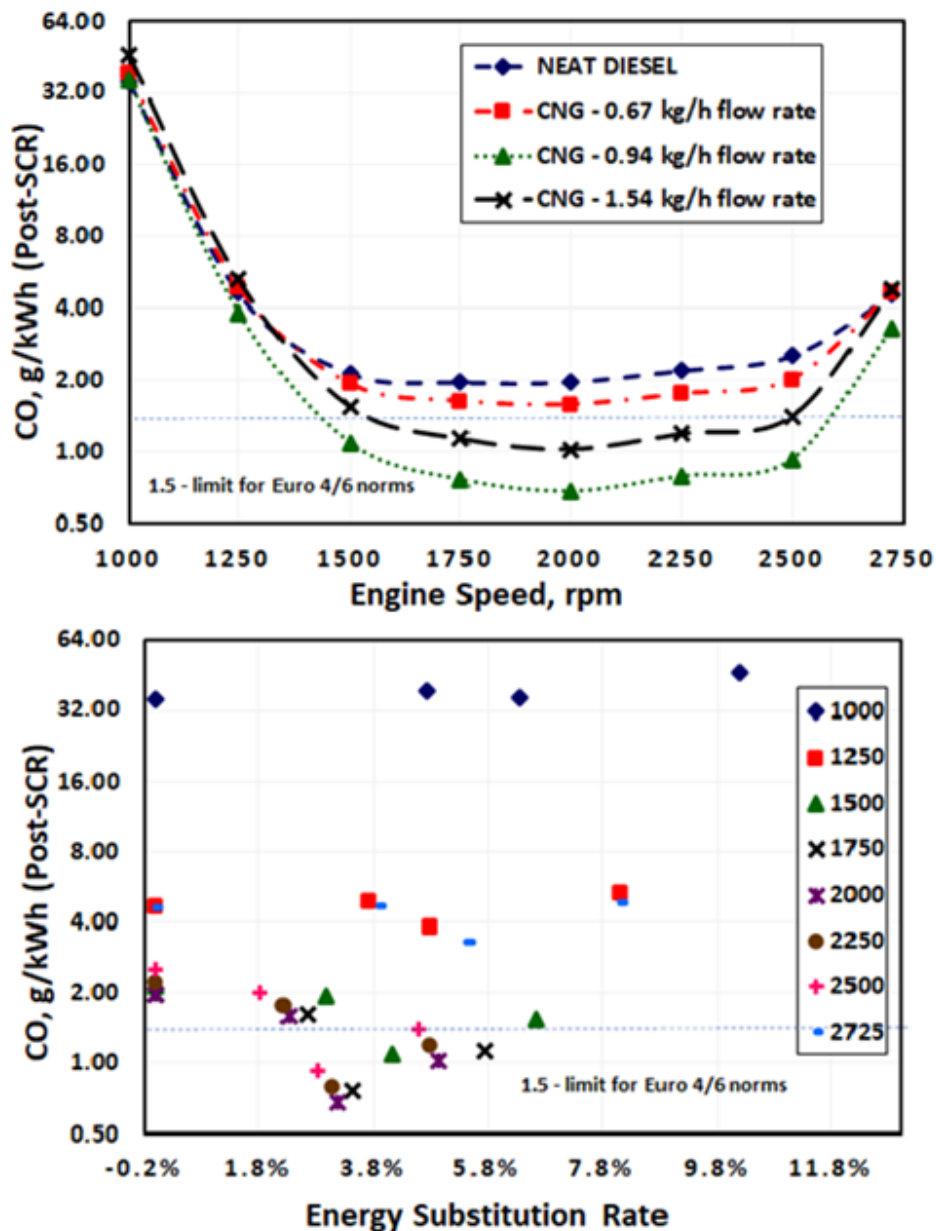 64.00
32.00
16.00
8.00
4.00
2.00
1.00
0.50
CO, g/kWh (Post-SCR)
NEAT DIESEL
CNG - 0.67 kg/h flow rate
CNG - 0.94 kg/h flow rate
CNG - 1.54 kg/h flow rate
1.5 - limit for Euro 4/6 norms
1000 1250 1500 1750 2000 2250 2500 2750
Engine Speed, rpm
64.00
32.00
16.00
8.00
4.00
2.00
1.00
0.50
CO, g/kWh (Post-SCR)
1000
1250
1500
1750
2000
2250
2500
2725
1.5 - limit for Euro 4/6 norms
-0.2% 1.8% 3.8% 5.8% 7.8% 9.8% 11.8%
Energy Substitution Rate